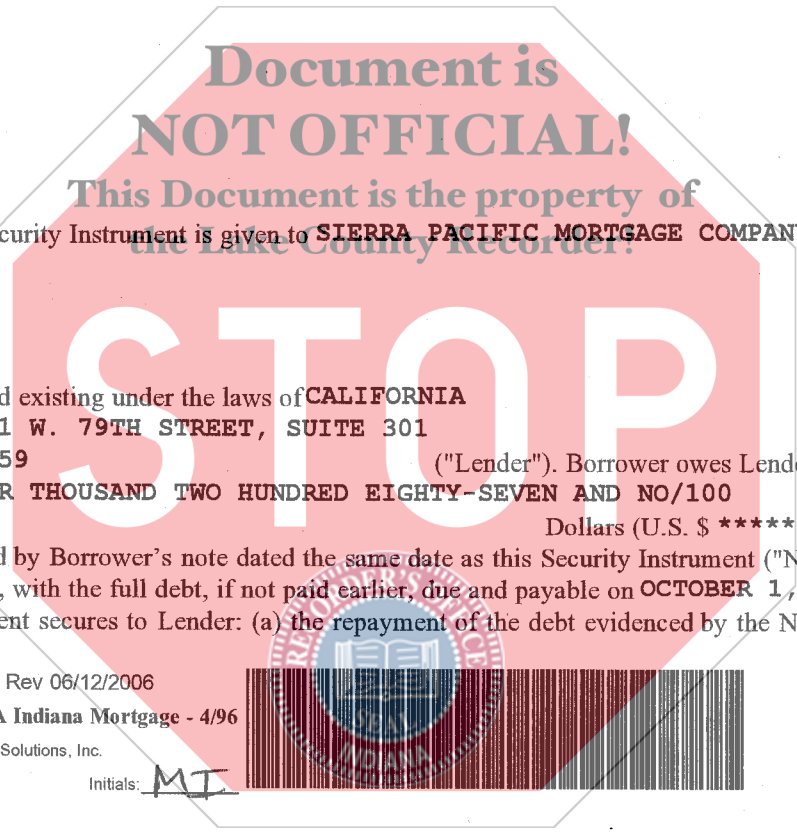 Document is
NOT OFFICIAL!
This Document is the property of
the Lake County Recorder!
curity Instrument is given to SIERRA PACIFIC MORTGAGE COMPAN
STOP
d existing under the laws of CALIFORNIA
1 W. 79TH STREET, SUITE 301
59
("Lender"). Borrower owes Lend
R THOUSAND TWO HUNDRED EIGHTY-SEVEN AND NO/100
Dollars (U.S. $ *****
d by Borrower's note dated the same date as this Security Instrument ("N
, with the full debt, if not paid earlier, due and payable on OCTOBER 1,
ent secures to Lender: (a) the repayment of the debt evidenced by the N
RECORDER'S OFFICE
SEAL
INDIANA
Rev 06/12/2006
A Indiana Mortgage - 4/96
Solutions, Inc.
Initials: MI